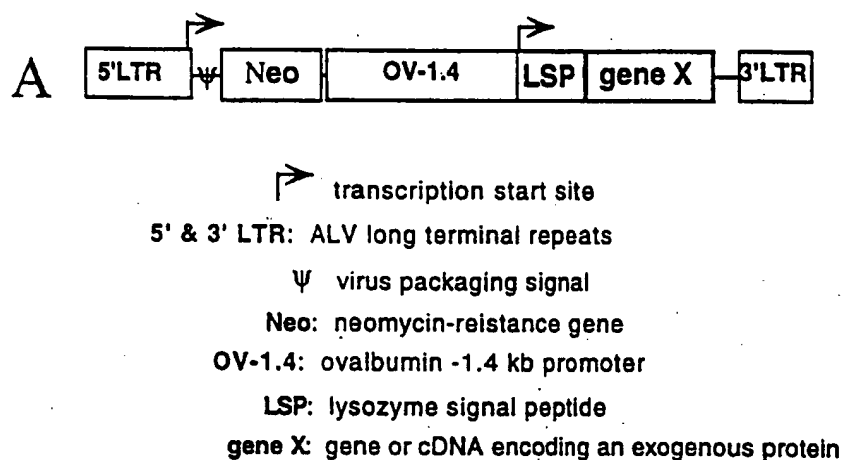 A 5'LTR ψ Neo OV-1.4 LSP gene X 3'LTR
transcription start site
5' & 3' LTR: ALV long terminal repeats
ψ virus packaging signal
Neo: neomycin-reistance gene
OV-1.4: ovalbumin -1.4 kb promoter
LSP: lysozyme signal peptide
gene X: gene or cDNA encoding an exogenous protein